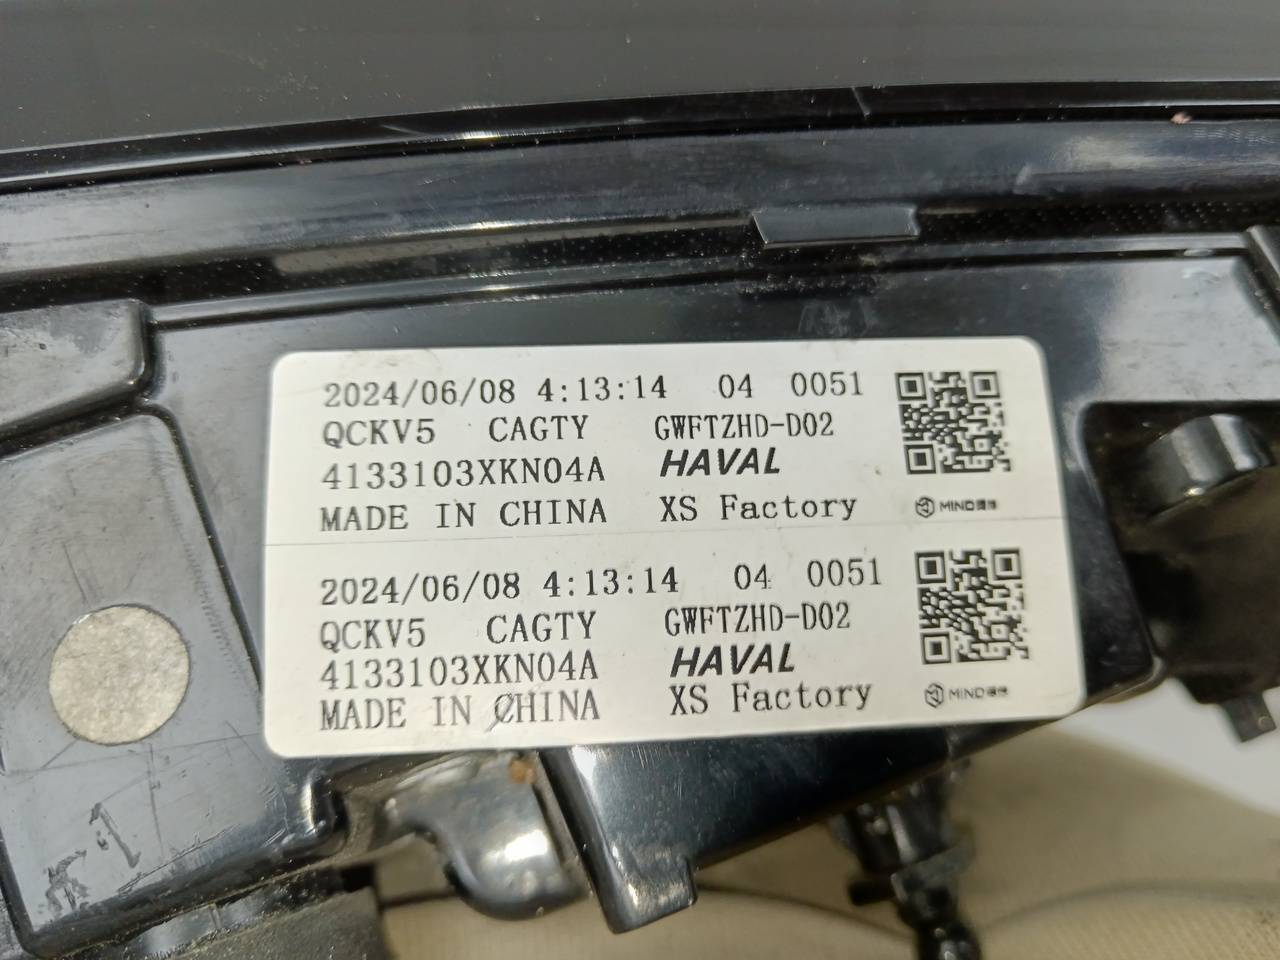 2024/06/08 4:13:14 04 0051
QCKV5 CAGTY GWFTZHD-D02
4133103XKN04A HAVAL
MADE IN CHINA XS Factory
MIND
2024/06/08 4:13:14 04 0051
QCKV5 CAGTY GWFTZHD-D02
4133103XKN04A HAVAL
MADE IN CHINA XS Factory
MIND